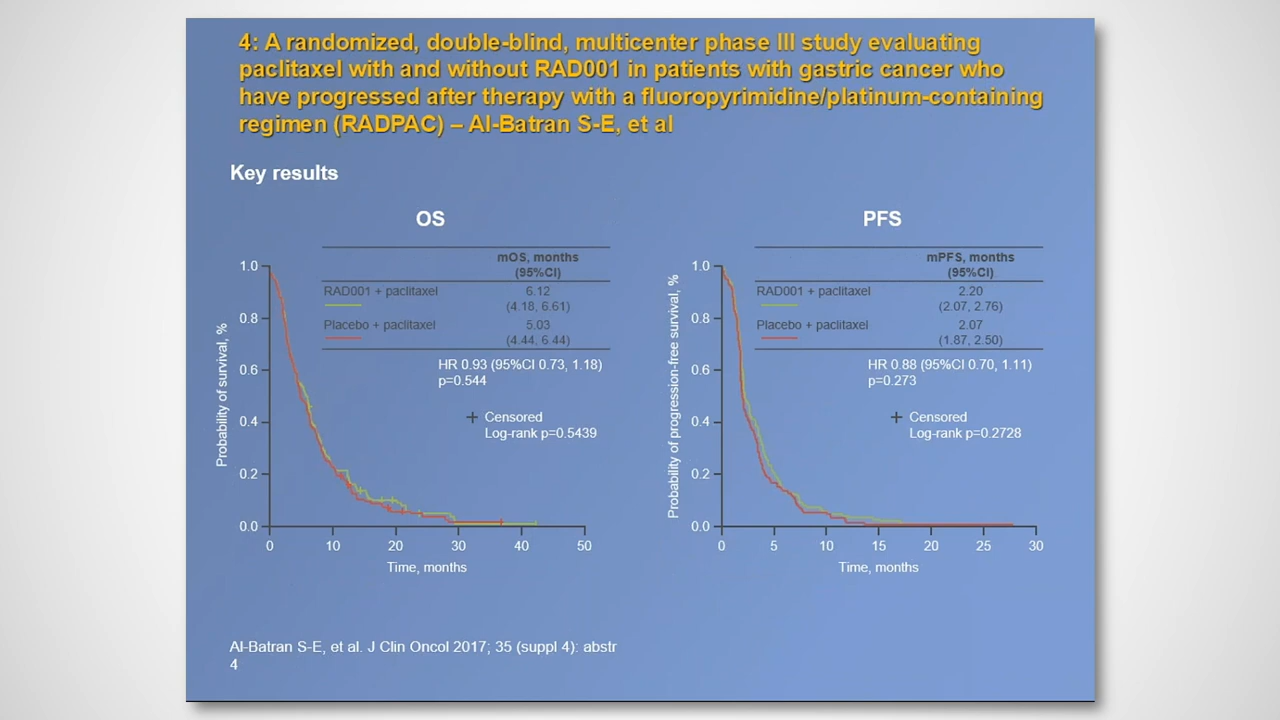 4: A randomized, double-blind, multicenter phase III study evaluating
paclitaxel with and without RAD001 in patients with gastric cancer who
have progressed after therapy with a fluoropyrimidine/platinum-containing
regimen (RADPAC) – Al-Batran S-E, et al
Key results
OS
mOS, months
(95%CI)
RAD001 + paclitaxel
6.12
(4.18, 6.61)
Placebo + paclitaxel
5.03
(4.44, 6.44)
HR 0.93 (95%CI 0.73, 1.18)
p=0.544
Censored
Log-rank p=0.5439
Probability of survival, %
1.0
0.8
0.6
0.4
0.2
0.0
0 10 20 30 40 50
Time, months
PFS
mPFS, months
(95%CI)
RAD001 + paclitaxel
2.20
(2.07, 2.76)
Placebo + paclitaxel
2.07
(1.87, 2.50)
HR 0.88 (95%CI 0.70, 1.11)
p=0.273
Censored
Log-rank p=0.2728
Probability of progression-free survival, %
1.0
0.8
0.6
0.4
0.2
0.0
0 5 10 15 20 25 30
Time, months
Al-Batran S-E, et al. J Clin Oncol 2017; 35 (suppl 4): abstr
4